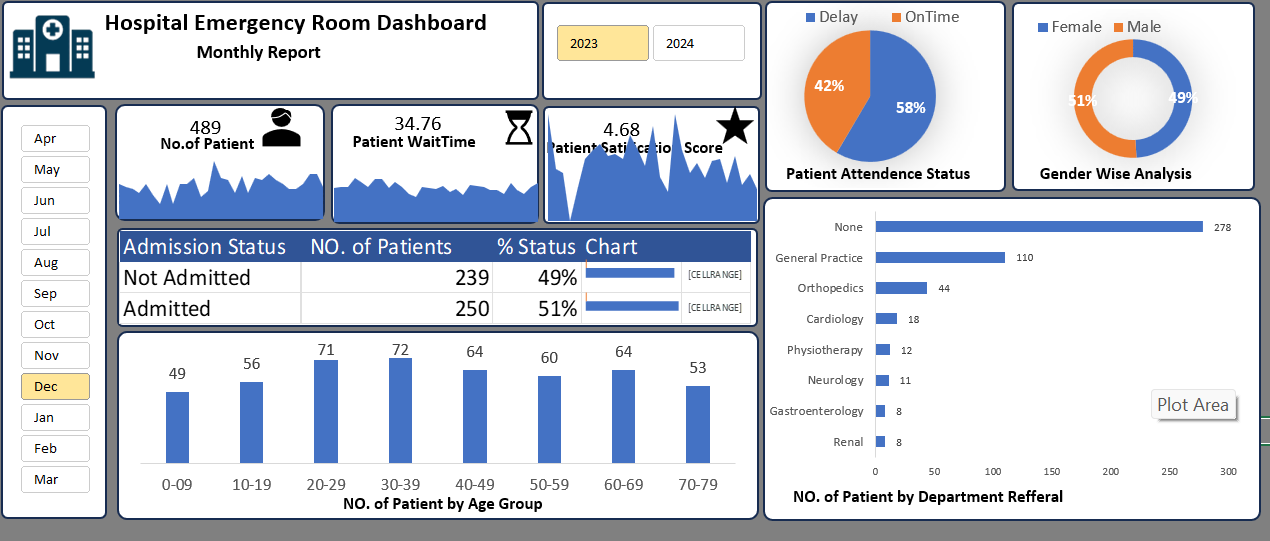 Hospital Emergency Room Dashboard
Monthly Report
2023
2024
Delay
OnTime
42%
58%
Patient Attendence Status
Female
Male
51%
49%
Gender Wise Analysis
Apr
May
Jun
Jul
Aug
Sep
Oct
Nov
Dec
Jan
Feb
Mar
489
No.of Patient
34.76
Patient WaitTime
4.68
Patient Satification Score
Admission Status NO. of Patients % Status Chart
Not Admitted 239 49% [CELLRANGE]
Admitted 250 51% [CELLRANGE]
49 56 71 72 64 60 64 53
0-09 10-19 20-29 30-39 40-49 50-59 60-69 70-79
NO. of Patient by Age Group
None 278
General Practice 110
Orthopedics 44
Cardiology 18
Physiotherapy 12
Neurology 11
Gastroenterology 8
Renal 8
Plot Area
0 50 100 150 200 250 300
NO. of Patient by Department Refferal